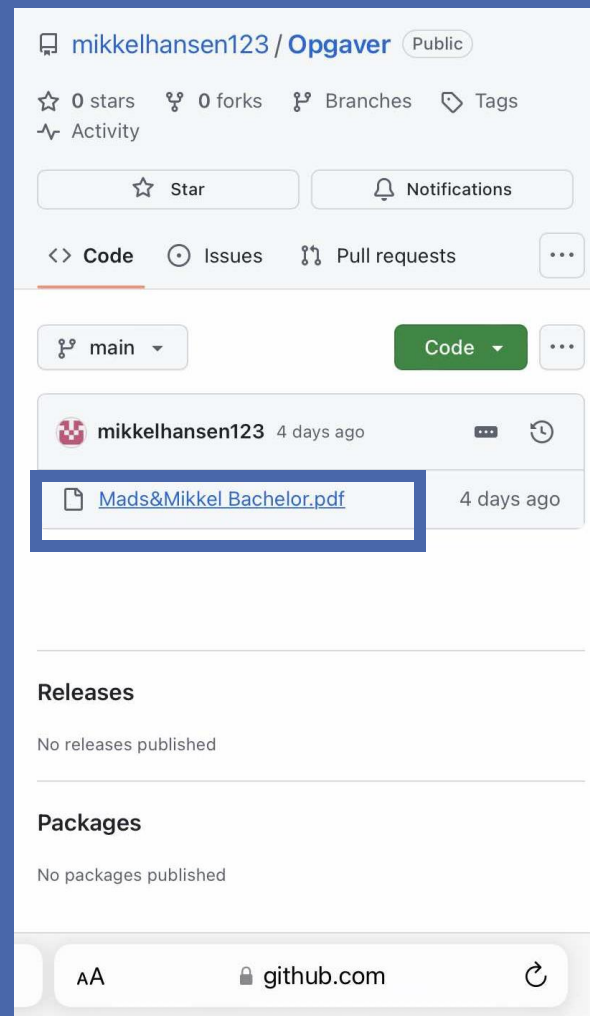 mikkelhansen123 / Opgaver Public
0 stars 0 forks Branches Tags
Activity
Star Notifications
Code Issues Pull requests
main Code
mikkelhansen123 4 days ago
Mads&Mikkel Bachelor.pdf 4 days ago
Releases
No releases published
Packages
No packages published
AA github.com